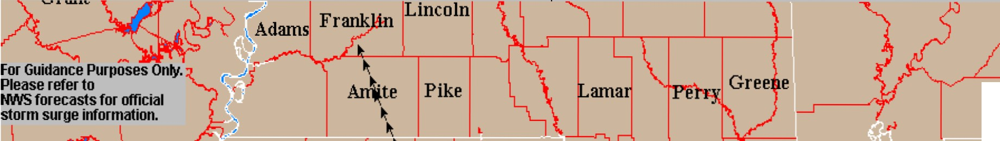 Grant
Lincoln
Franklin
Adams
For Guidance Purposes Only.
Please refer to
NWS forecasts for official
storm surge information.
Amite
Pike
Lamar
Perry
Greene